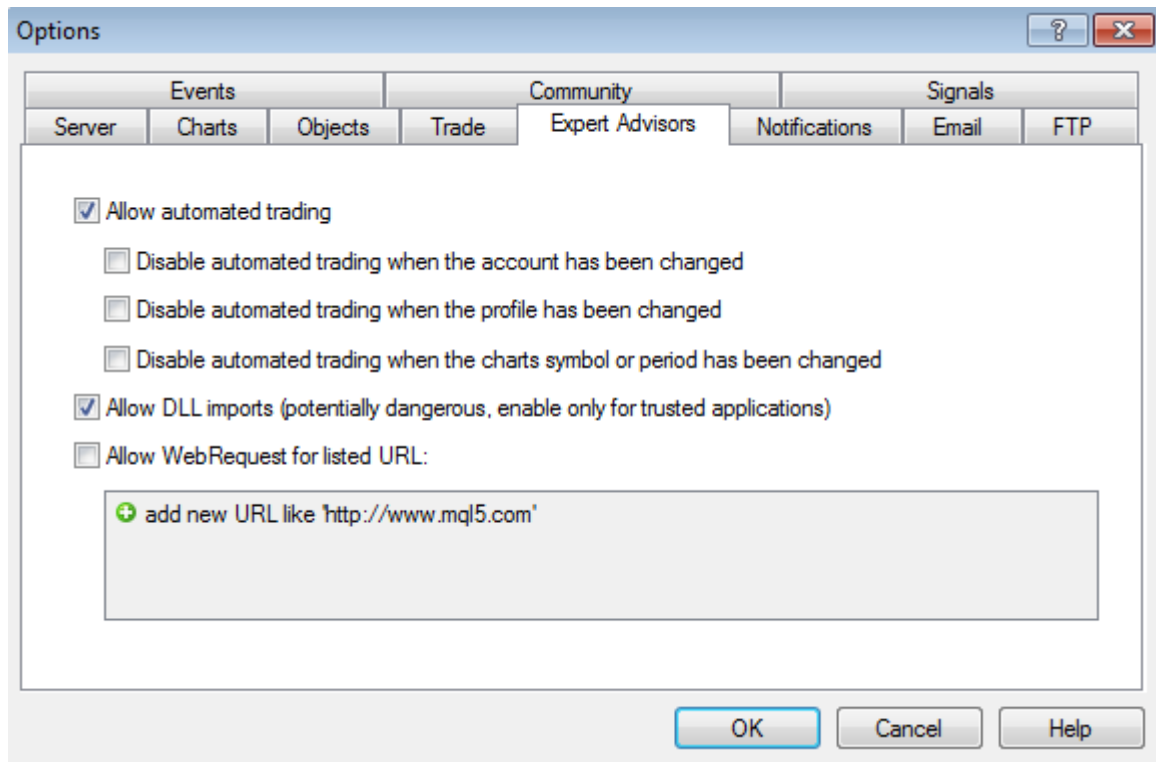 Options
Events Community Signals
Server Charts Objects Trade Expert Advisors Notifications Email FTP
Allow automated trading
Disable automated trading when the account has been changed
Disable automated trading when the profile has been changed
Disable automated trading when the charts symbol or period has been changed
Allow DLL imports (potentially dangerous, enable only for trusted applications)
Allow WebRequest for listed URL:
add new URL like 'http://www.mql5.com'
OK Cancel Help